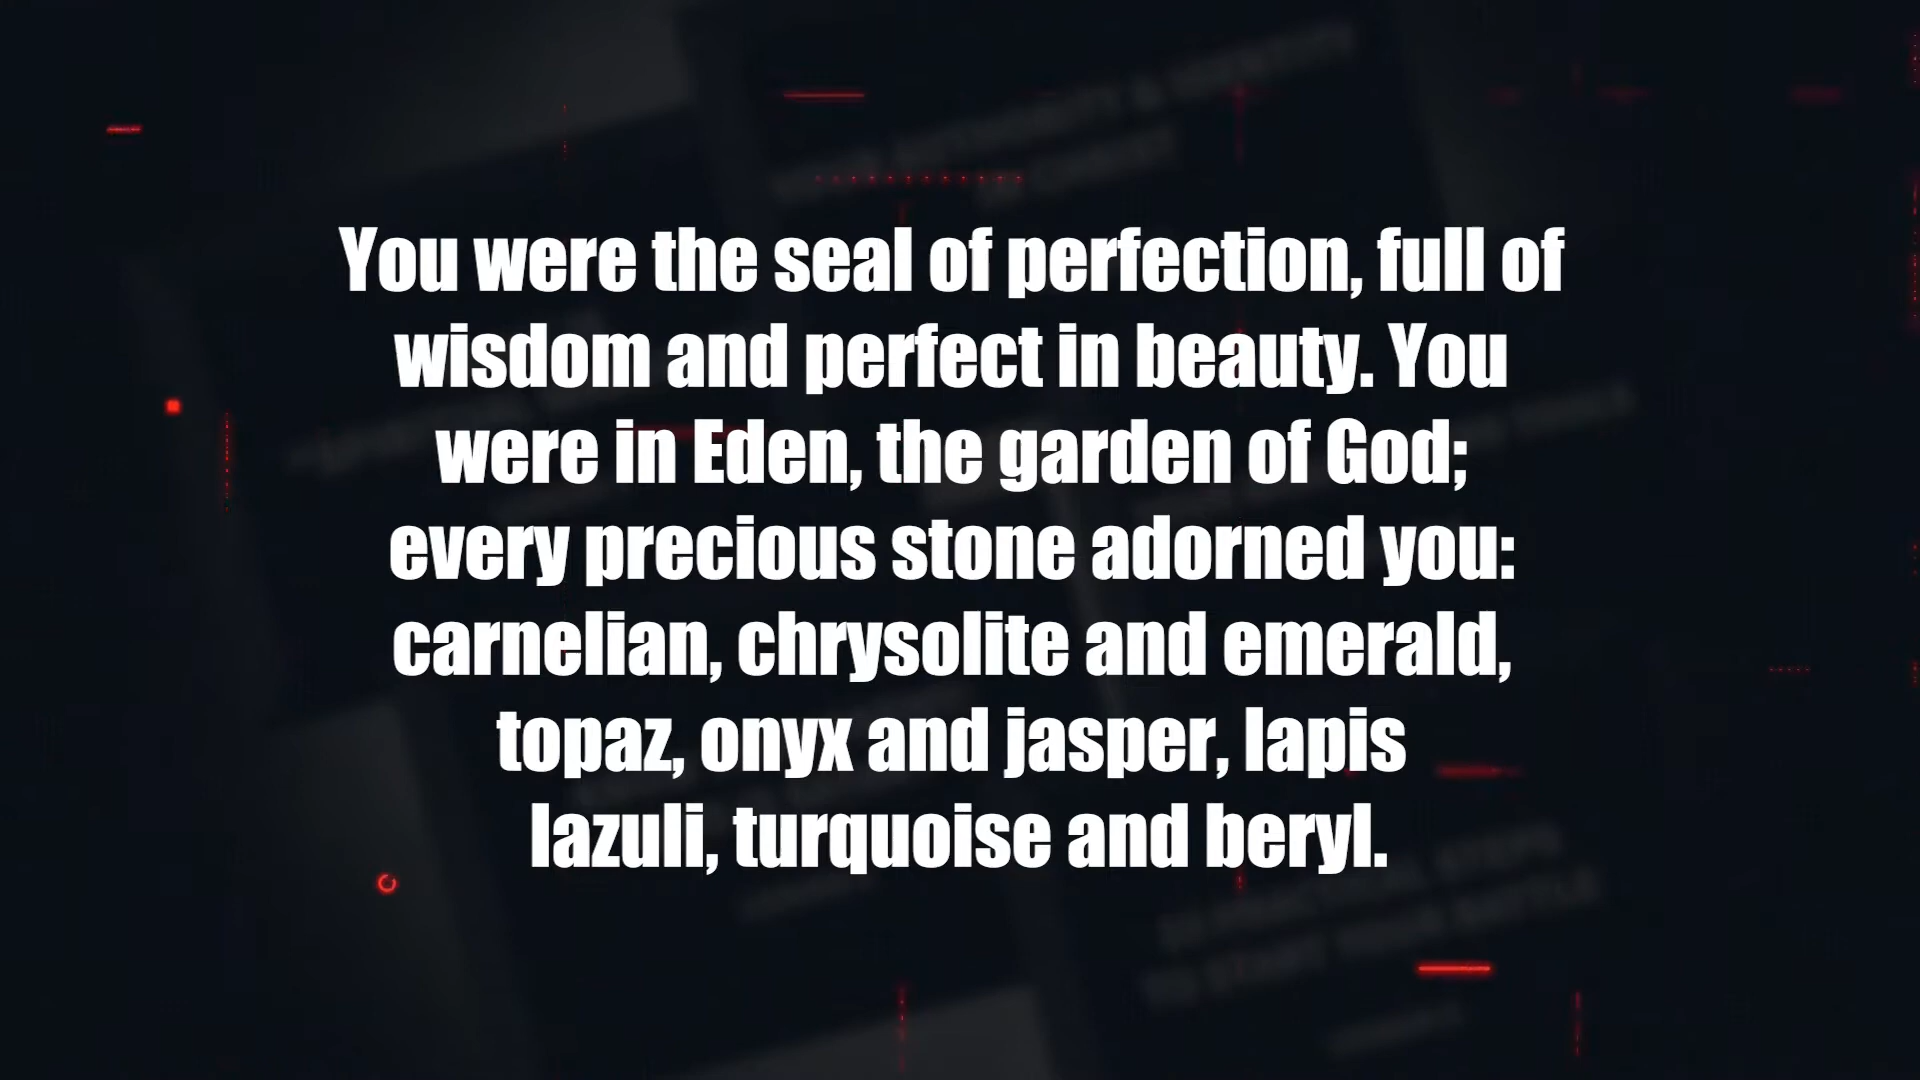 You were the seal of perfection, full of
wisdom and perfect in beauty. You
were in Eden, the garden of God;
every precious stone adorned you:
carnelian, chrysolite and emerald,
topaz, onyx and jasper, lapis
lazuli, turquoise and beryl.